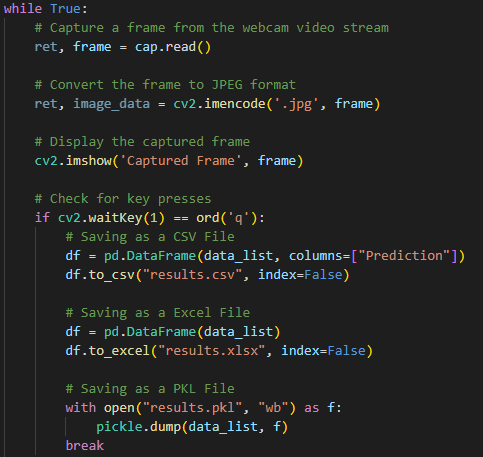 while True:
    # Capture a frame from the webcam video stream
    ret, frame = cap.read()

    # Convert the frame to JPEG format
    ret, image_data = cv2.imencode('.jpg', frame)

    # Display the captured frame
    cv2.imshow('Captured Frame', frame)

    # Check for key presses
    if cv2.waitKey(1) == ord('q'):
        # Saving as a CSV File
        df = pd.DataFrame(data_list, columns=["Prediction"])
        df.to_csv("results.csv", index=False)

        # Saving as a Excel File
        df = pd.DataFrame(data_list)
        df.to_excel("results.xlsx", index=False)

        # Saving as a PKL File
        with open("results.pkl", "wb") as f:
            pickle.dump(data_list, f)
        break